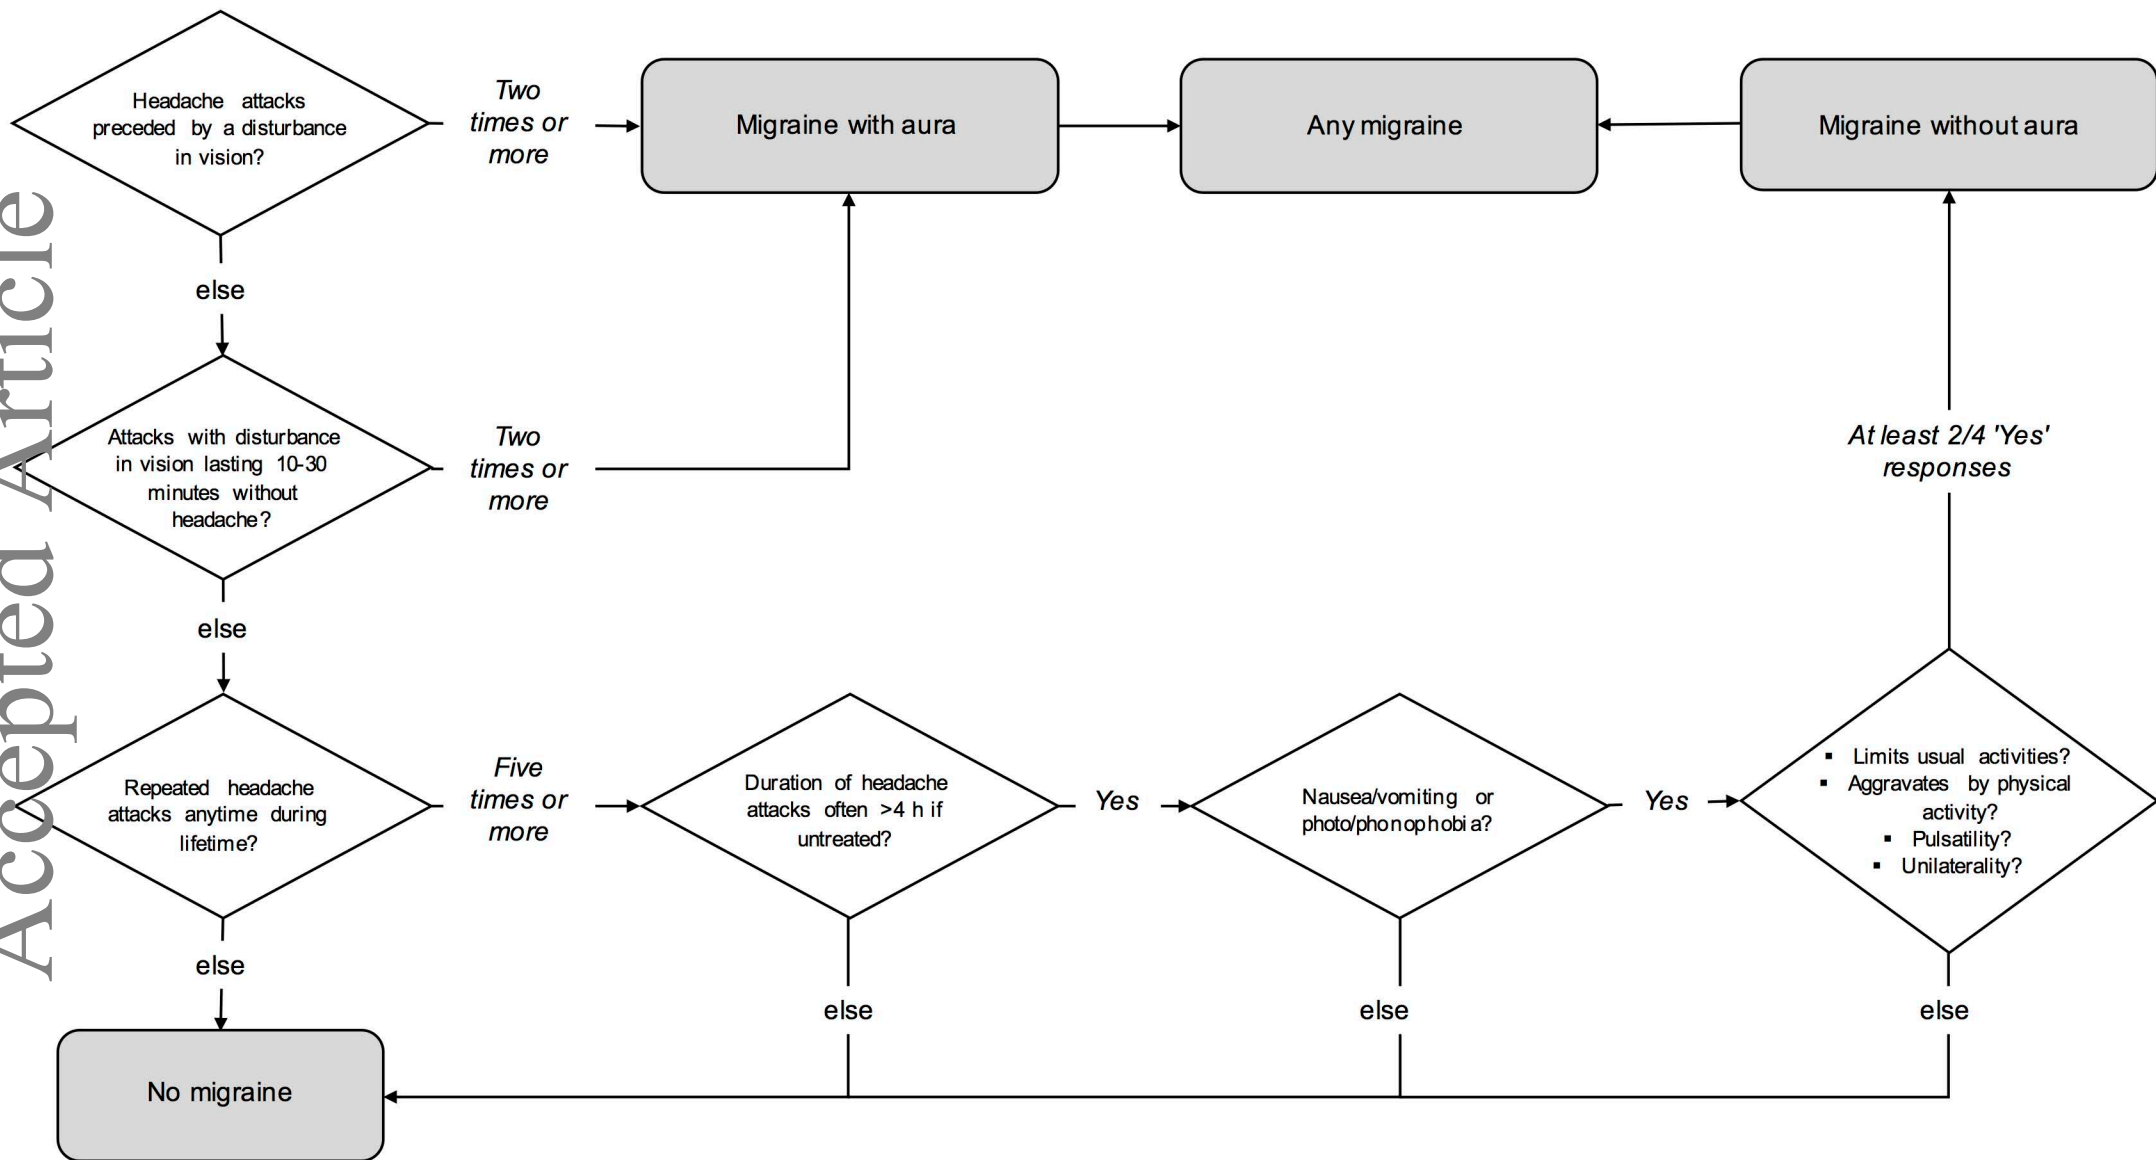 Headache attacks
preceded by a disturbance
in vision?
Two
times or
more
Migraine with aura
Any migraine
Migraine without aura
else
Attacks with disturbance
in vision lasting 10-30
minutes without
headache?
Two
times or
more
At least 2/4 'Yes'
responses
else
Repeated headache
attacks anytime during
lifetime?
Five
times or
more
Duration of headache
attacks often >4 h if
untreated?
Yes
Nausea/vomiting or
photo/phonophobia?
Yes
▪ Limits usual activities?
▪ Aggravates by physical
activity?
▪ Pulsatility?
▪ Unilaterality?
else
else
else
else
No migraine
Accepted Article